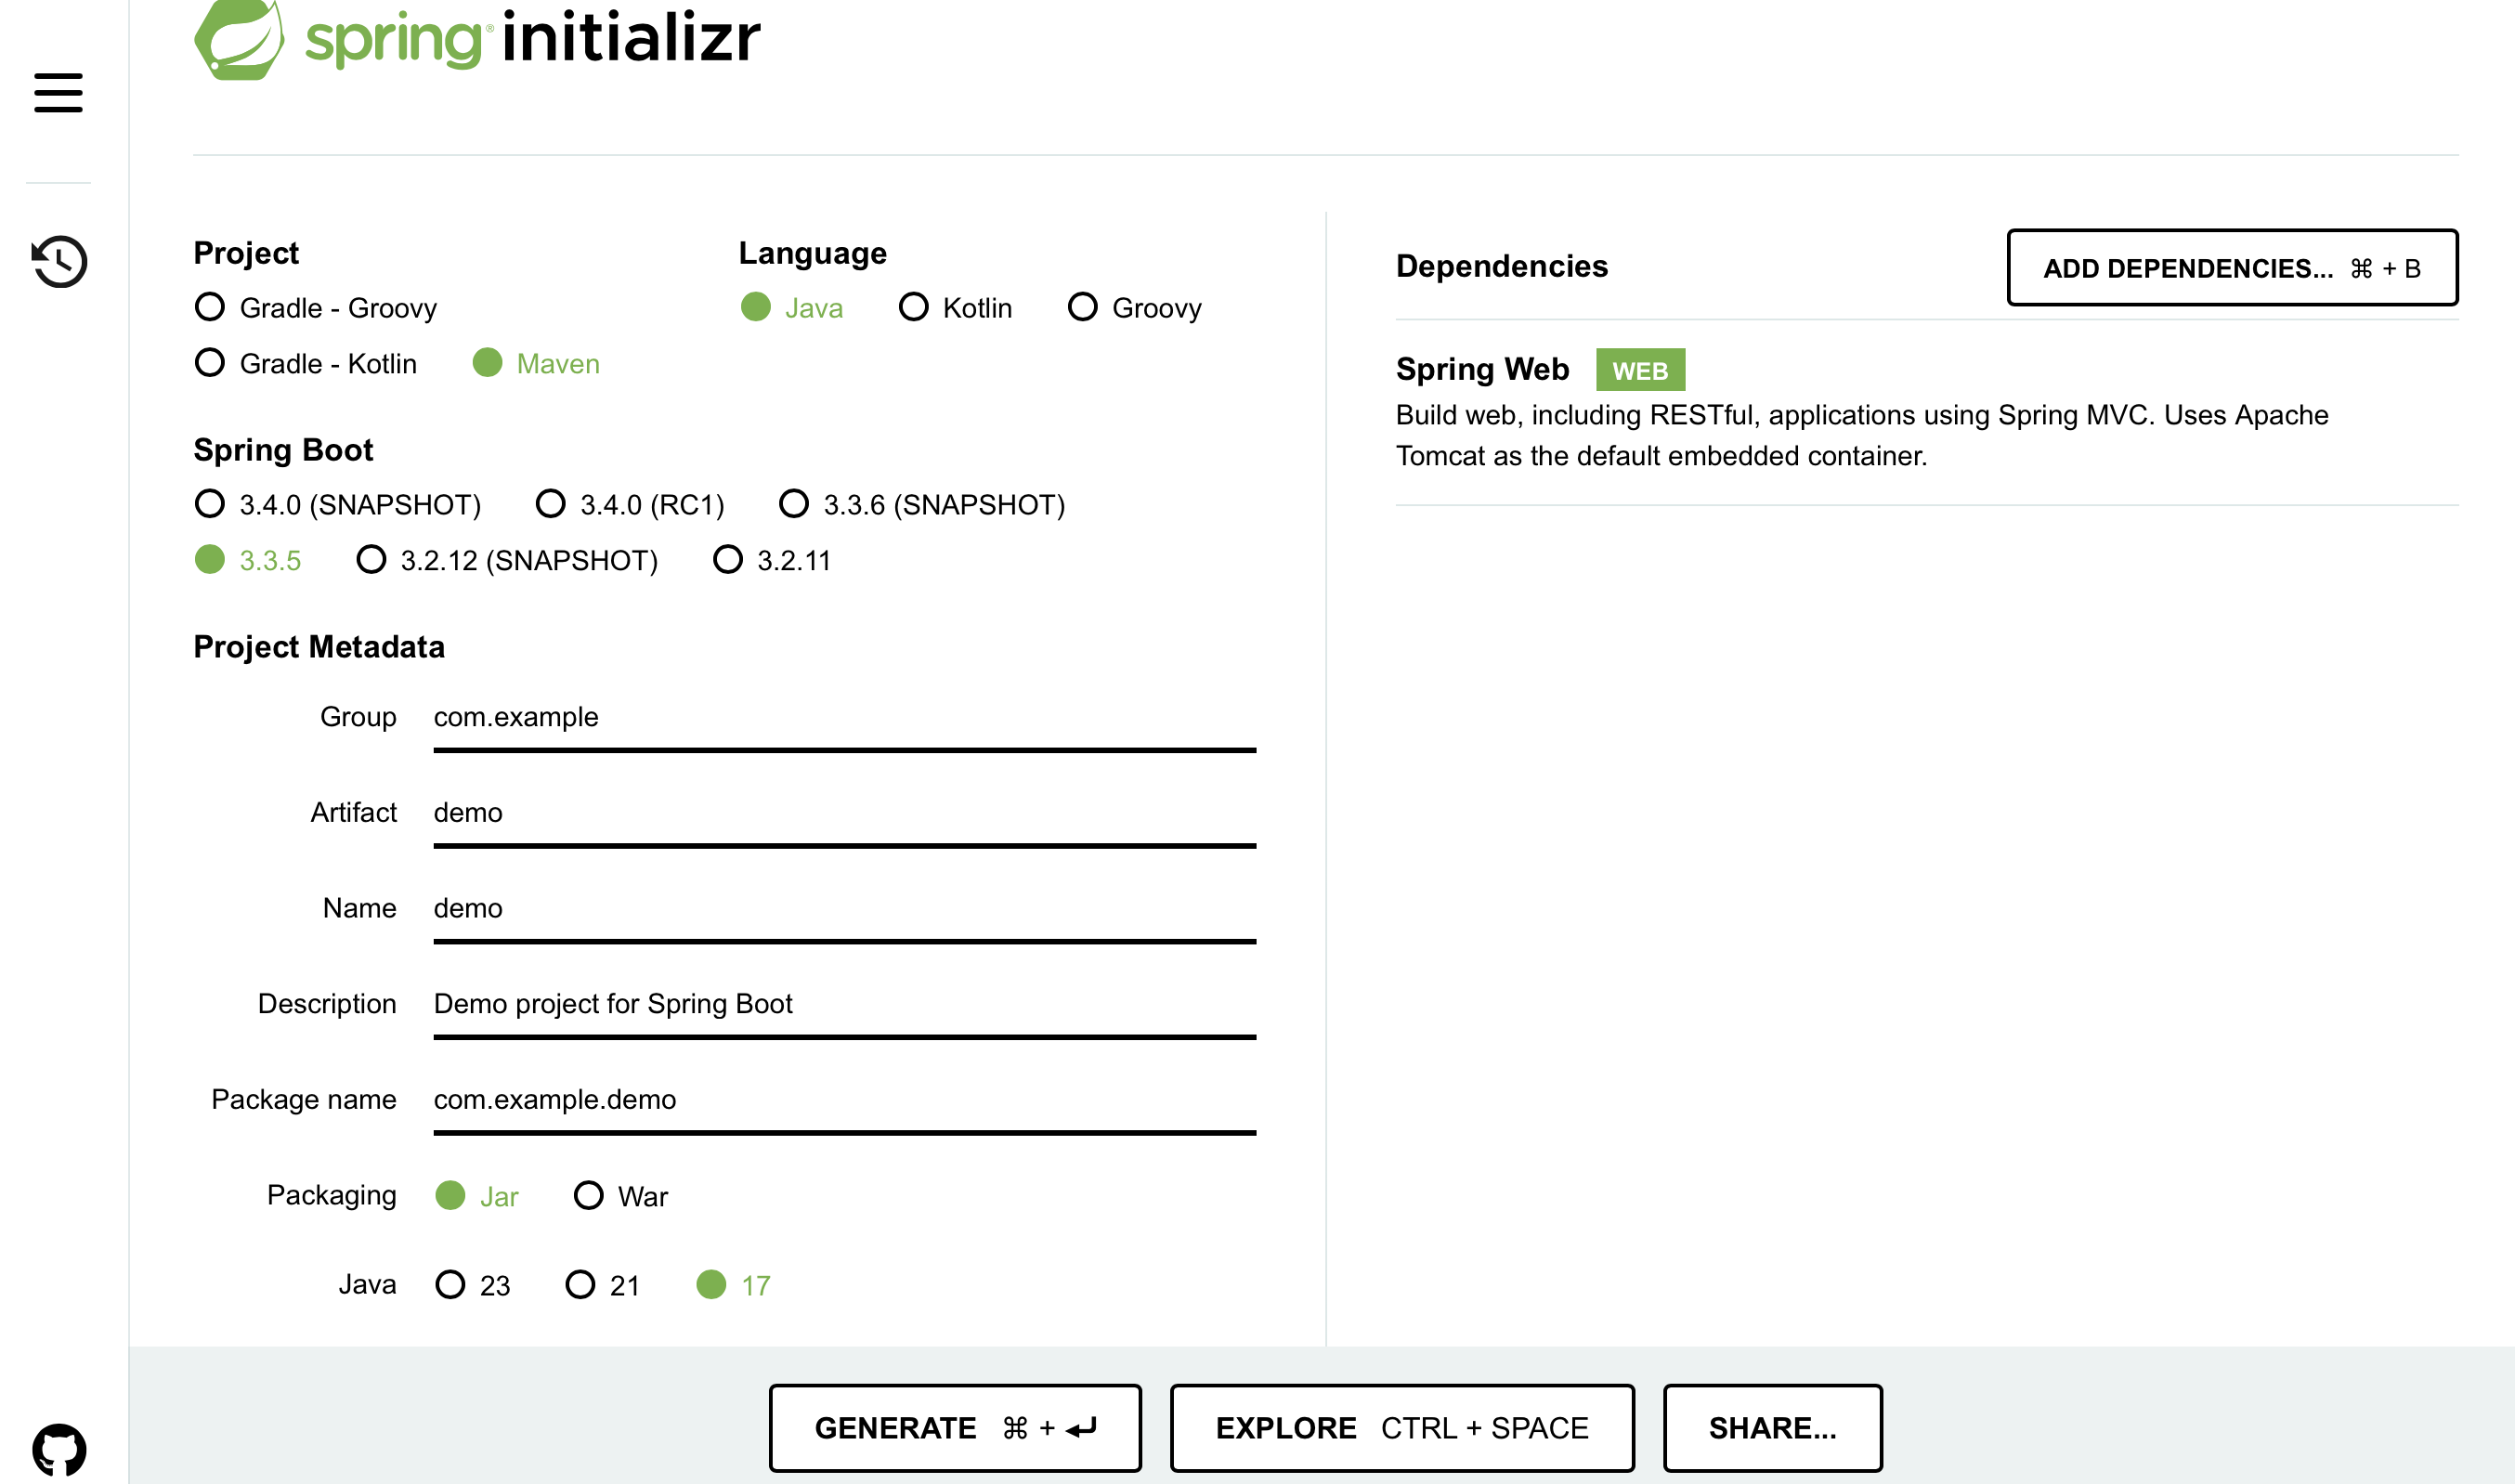 spring® initializr
Project
Gradle - Groovy
Gradle - Kotlin Maven
Language
Java Kotlin Groovy
Spring Boot
3.4.0 (SNAPSHOT) 3.4.0 (RC1) 3.3.6 (SNAPSHOT)
3.3.5 3.2.12 (SNAPSHOT) 3.2.11
Project Metadata
Group com.example
Artifact demo
Name demo
Description Demo project for Spring Boot
Package name com.example.demo
Packaging Jar War
Java 23 21 17
Dependencies ADD DEPENDENCIES... ⌘ + B
Spring Web WEB
Build web, including RESTful, applications using Spring MVC. Uses Apache
Tomcat as the default embedded container.
GENERATE ⌘ + ⏎ EXPLORE CTRL + SPACE SHARE...